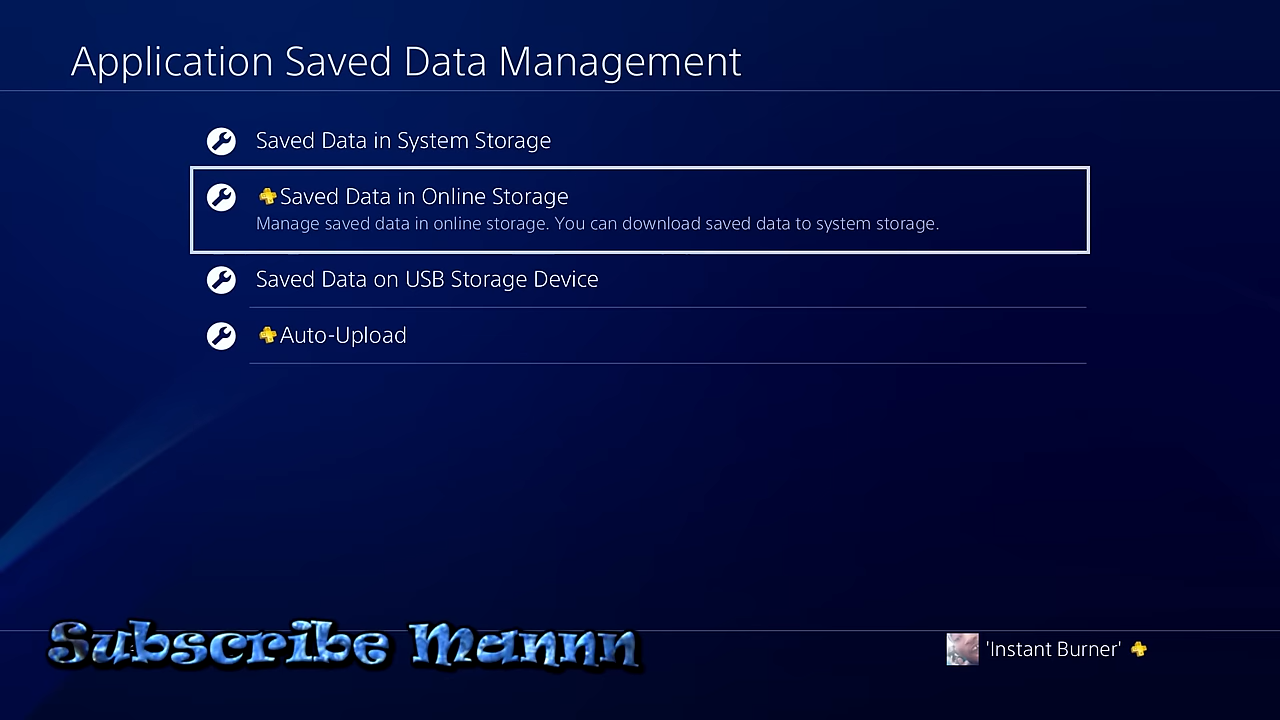 Application Saved Data Management
Saved Data in System Storage
Saved Data in Online Storage
Manage saved data in online storage. You can download saved data to system storage.
Saved Data on USB Storage Device
Auto-Upload
Subscribe Mannn
'Instant Burner'